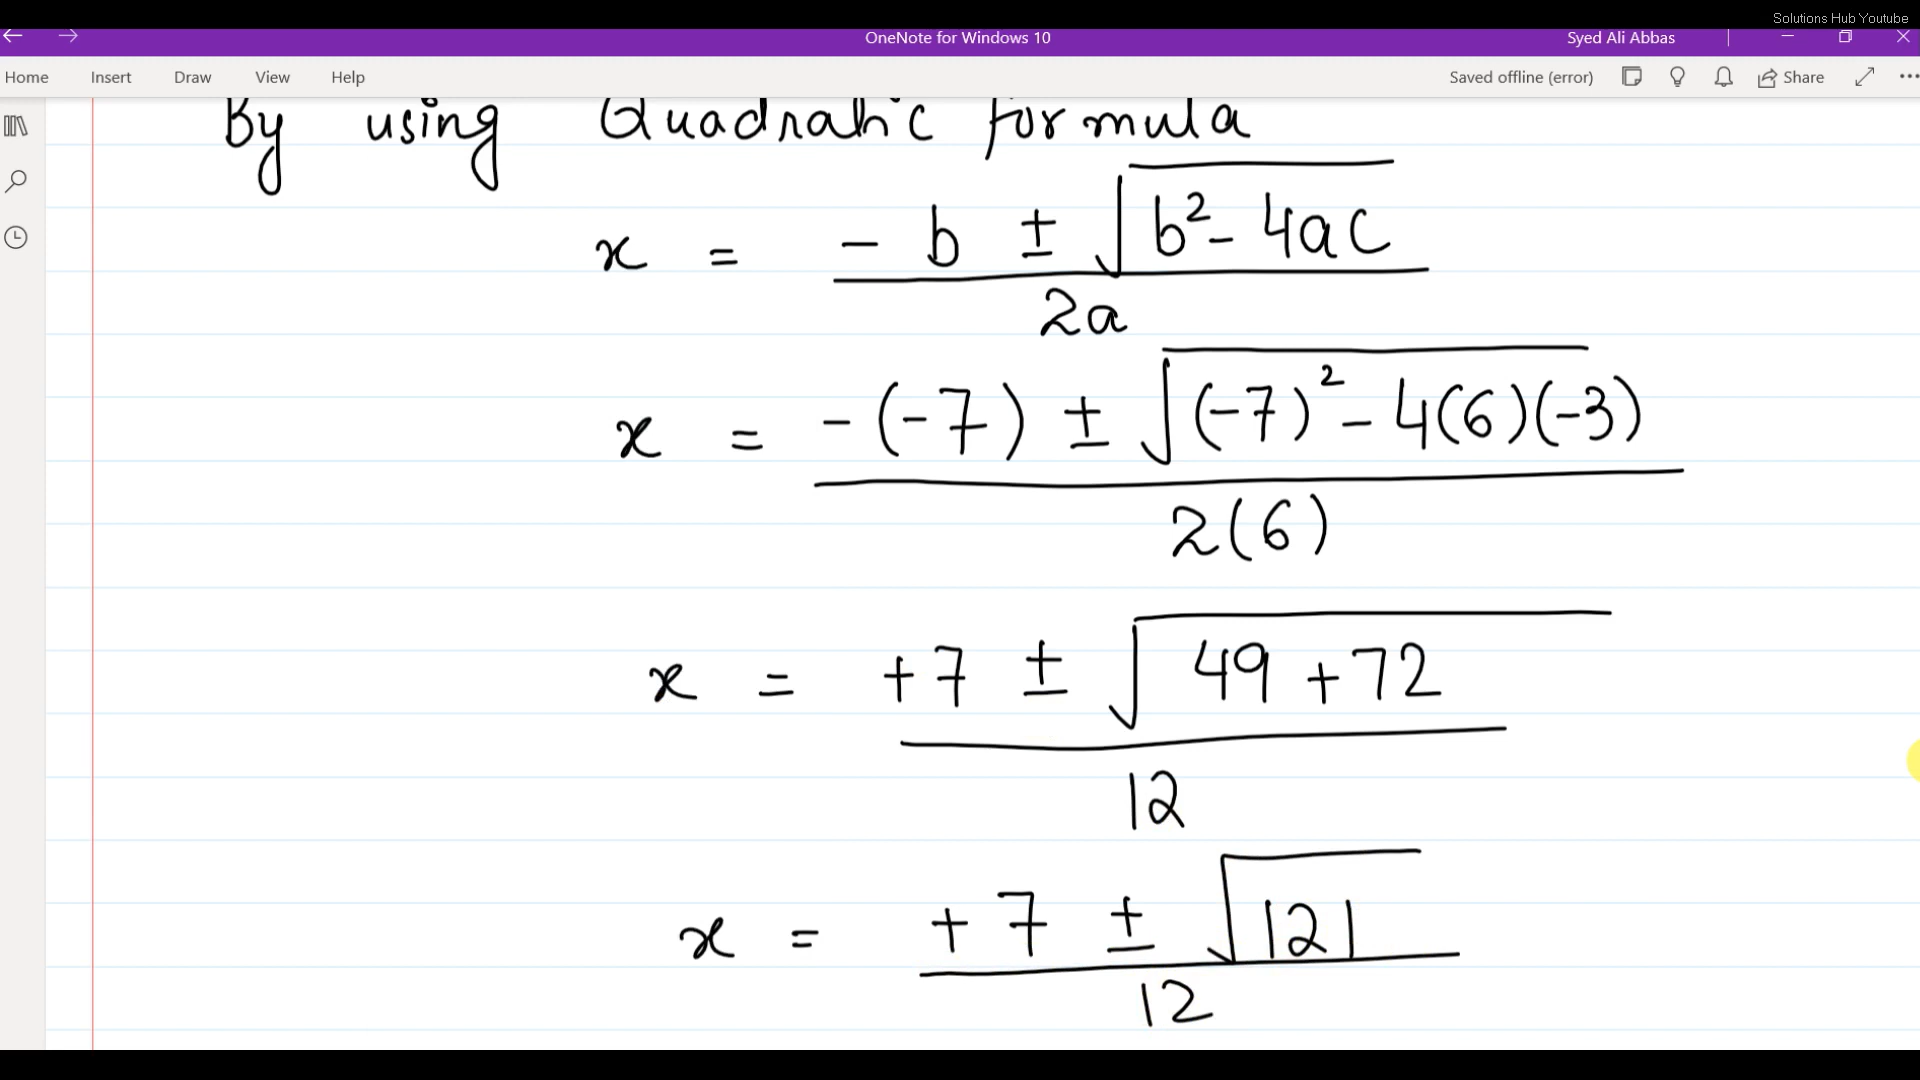 Solutions Hub Youtube
OneNote for Windows 10 Syed Ali Abbas
Home Insert Draw View Help Saved offline (error) Share
By using Quadratic formula
x = - b ± √b² - 4ac
2a
x = -(-7) ± √(-7)² - 4(6)(-3)
2(6)
x = +7 ± √49 + 72
12
x = +7 ± √121
12